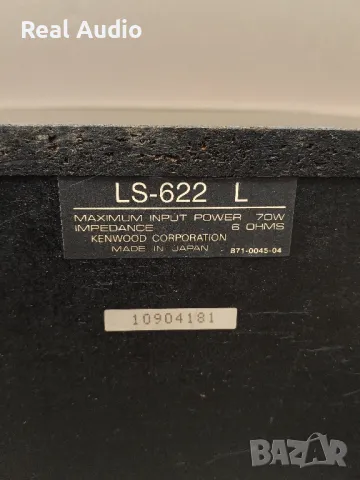 Real Audio
LS-622 L
MAXIMUM INPUT POWER 70W
IMPEDANCE 6 OHMS
KENWOOD CORPORATION
MADE IN JAPAN 871-0045-04
10904181
BAZAR